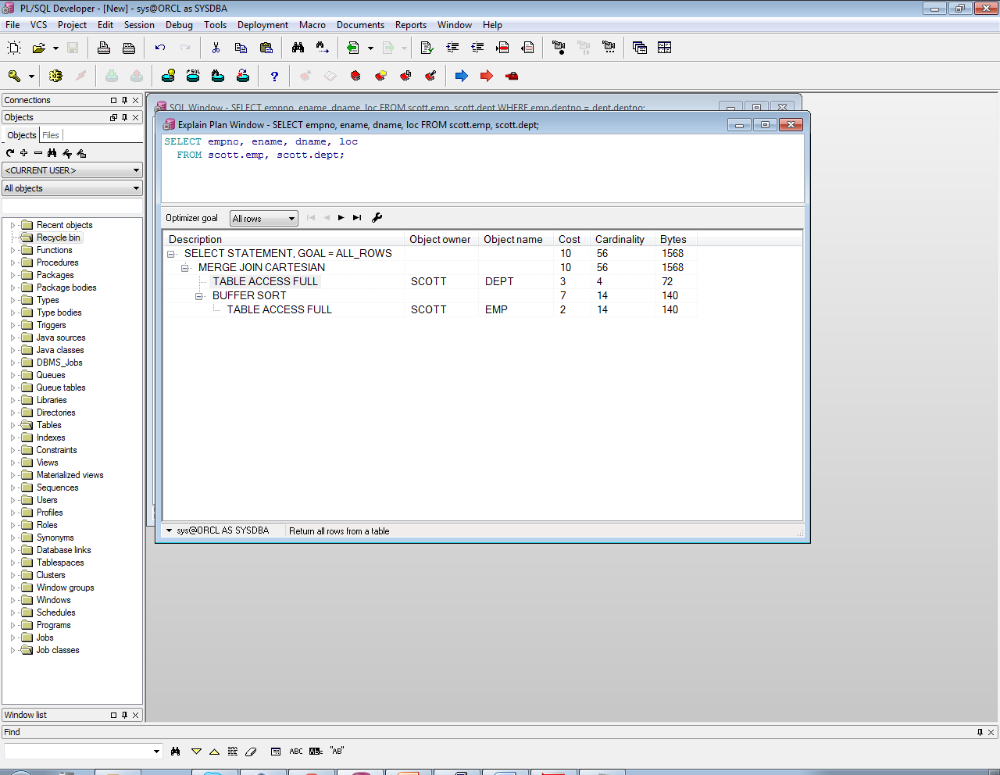 PL/SQL Developer - [New] - sys@ORCL as SYSDBA
File VCS Project Edit Session Debug Tools Deployment Macro Documents Reports Window Help
SQL
?
Connections
Objects
Objects Files
<CURRENT USER>
All objects
Recent objects
Recycle bin
Functions
Procedures
Packages
Package bodies
Types
Type bodies
Triggers
Java sources
Java classes
DBMS_Jobs
Queues
Queue tables
Libraries
Directories
Tables
Indexes
Constraints
Views
Materialized views
Sequences
Users
Profiles
Roles
Synonyms
Database links
Tablespaces
Clusters
Window groups
Windows
Schedules
Programs
Jobs
Job classes
Window list
SQL Window - SELECT empno, ename, dname, loc FROM scott.emp, scott.dept WHERE emp.deptno = dept.deptno;
Explain Plan Window - SELECT empno, ename, dname, loc FROM scott.emp, scott.dept;
SELECT empno, ename, dname, loc
FROM scott.emp, scott.dept;
Optimizer goal All rows
Description Object owner Object name Cost Cardinality Bytes
SELECT STATEMENT, GOAL = ALL_ROWS 10 56 1568
MERGE JOIN CARTESIAN 10 56 1568
TABLE ACCESS FULL SCOTT DEPT 3 4 72
BUFFER SORT 7 14 140
TABLE ACCESS FULL SCOTT EMP 2 14 140
sys@ORCL AS SYSDBA Return all rows from a table
Find
ABC "AB"